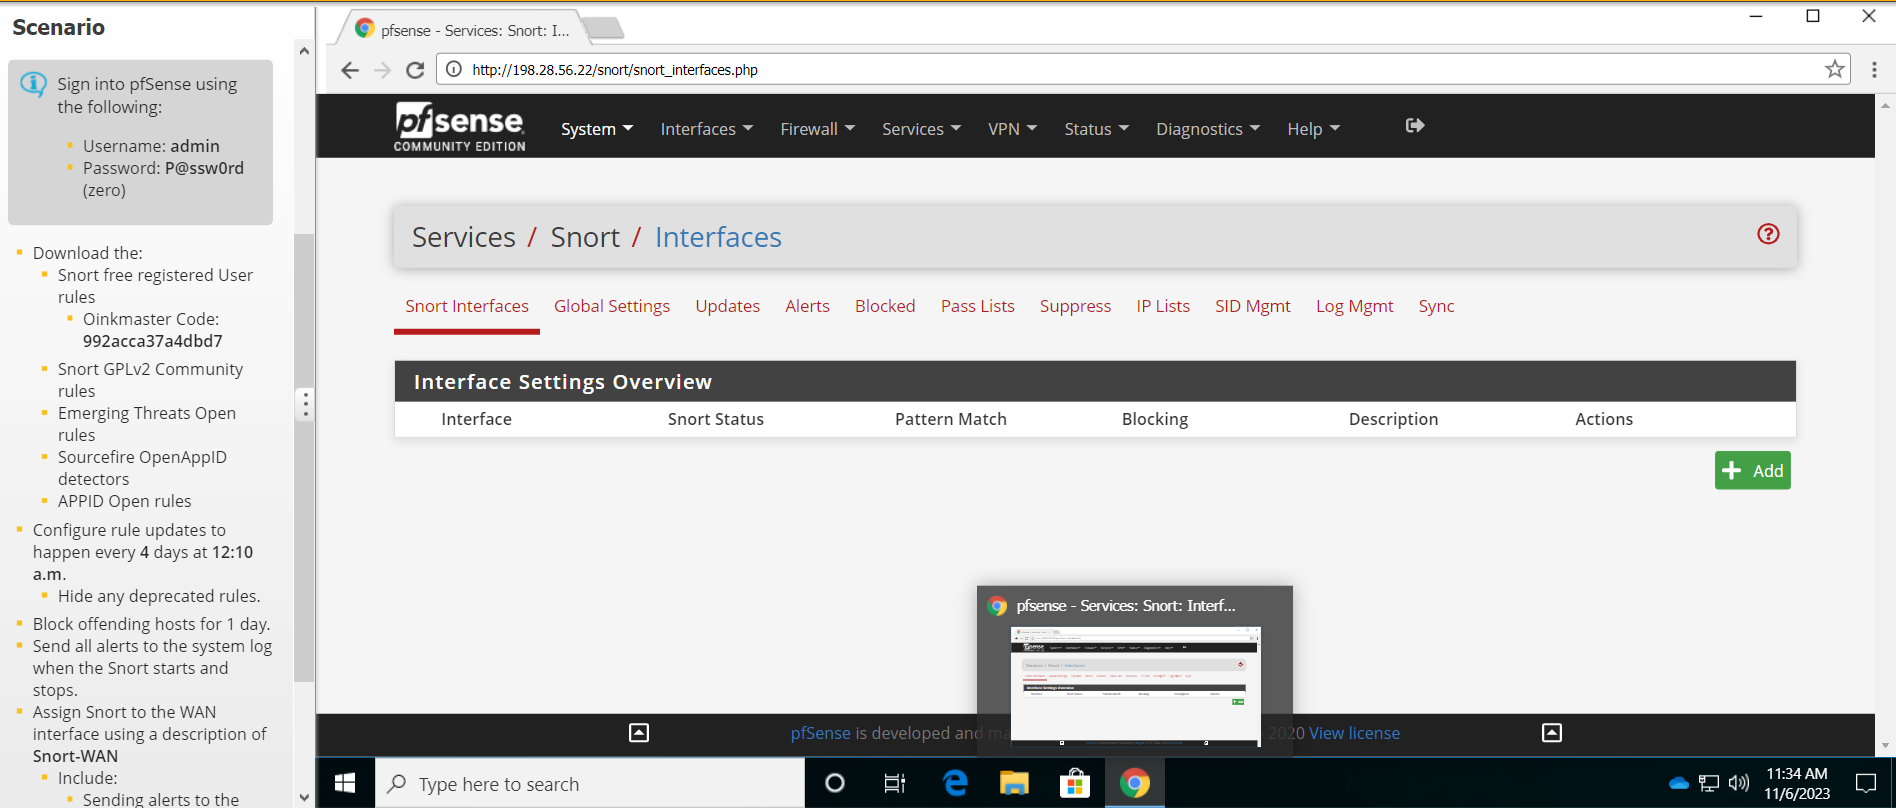 Scenario
Sign into pfSense using
the following:
Username: admin
Password: P@ssw0rd
(zero)
Download the:
Snort free registered User
rules
Oinkmaster Code:
992acca37a4dbd7
Snort GPLv2 Community
rules
Emerging Threats Open
rules
Sourcefire OpenAppID
detectors
APPID Open rules
Configure rule updates to
happen every 4 days at 12:10
a.m.
Hide any deprecated rules.
Block offending hosts for 1 day.
Send all alerts to the system log
when the Snort starts and
stops.
Assign Snort to the WAN
interface using a description of
Snort-WAN
Include:
Sending alerts to the
pfsense - Services: Snort: I...
http://198.28.56.22/snort/snort_interfaces.php
pfsense
COMMUNITY EDITION
System Interfaces Firewall Services VPN Status Diagnostics Help
Services / Snort / Interfaces
Snort Interfaces Global Settings Updates Alerts Blocked Pass Lists Suppress IP Lists SID Mgmt Log Mgmt Sync
Interface Settings Overview
Interface Snort Status Pattern Match Blocking Description Actions
+ Add
pfsense - Services: Snort: Interf...
pfSense is developed and ma 2020 View license
Type here to search
11:34 AM
11/6/2023